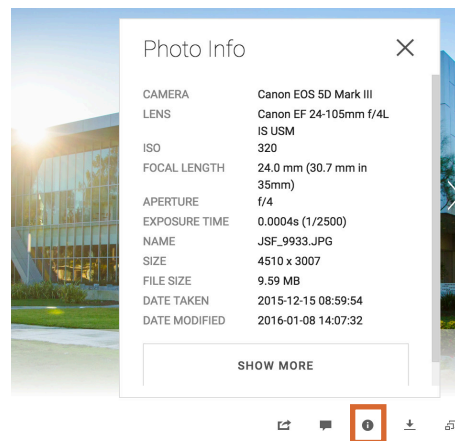 Photo Info
CAMERA Canon EOS 5D Mark III
LENS Canon EF 24-105mm f/4L
IS USM
ISO 320
FOCAL LENGTH 24.0 mm (30.7 mm in
35mm)
APERTURE f/4
EXPOSURE TIME 0.0004s (1/2500)
NAME JSF_9933.JPG
SIZE 4510 x 3007
FILE SIZE 9.59 MB
DATE TAKEN 2015-12-15 08:59:54
DATE MODIFIED 2016-01-08 14:07:32
SHOW MORE